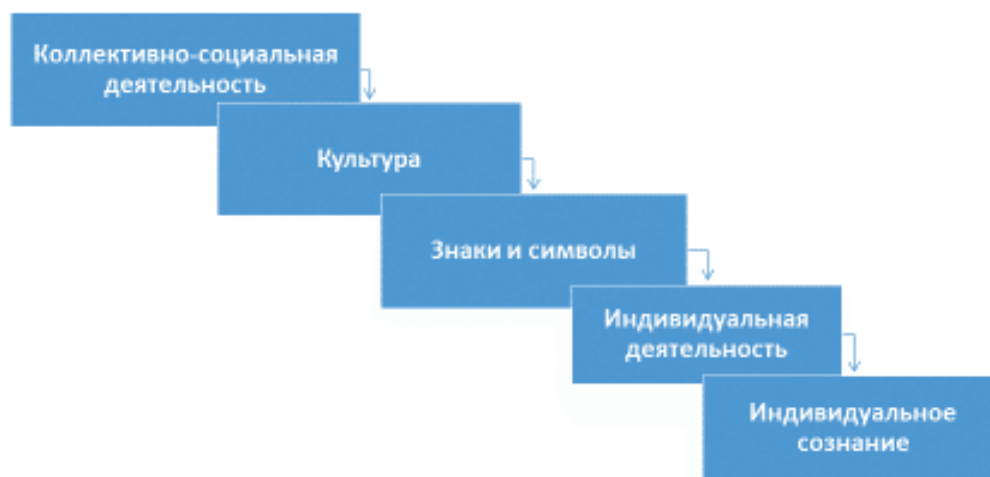 Коллективно-социальная
деятельность
Культура
Знаки и символы
Индивидуальная
деятельность
Индивидуальное
сознание